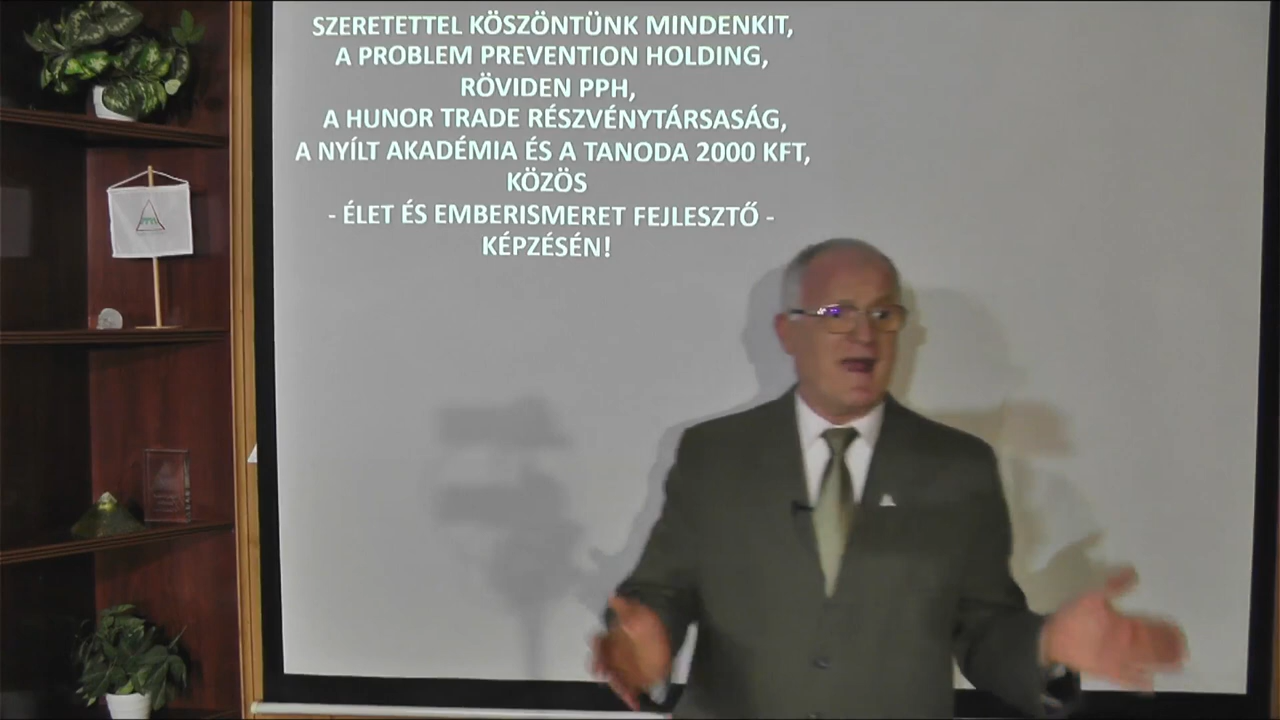 SZERETETTEL KÖSZÖNTÜNK MINDENKIT,
A PROBLEM PREVENTION HOLDING,
RÖVIDEN PPH,
A HUNOR TRADE RÉSZVÉNYTÁRSASÁG,
A NYÍLT AKADÉMIA ÉS A TANODA 2000 KFT,
KÖZÖS
- ÉLET ÉS EMBERISMERET FEJLESZTŐ -
KÉPZÉSÉN!